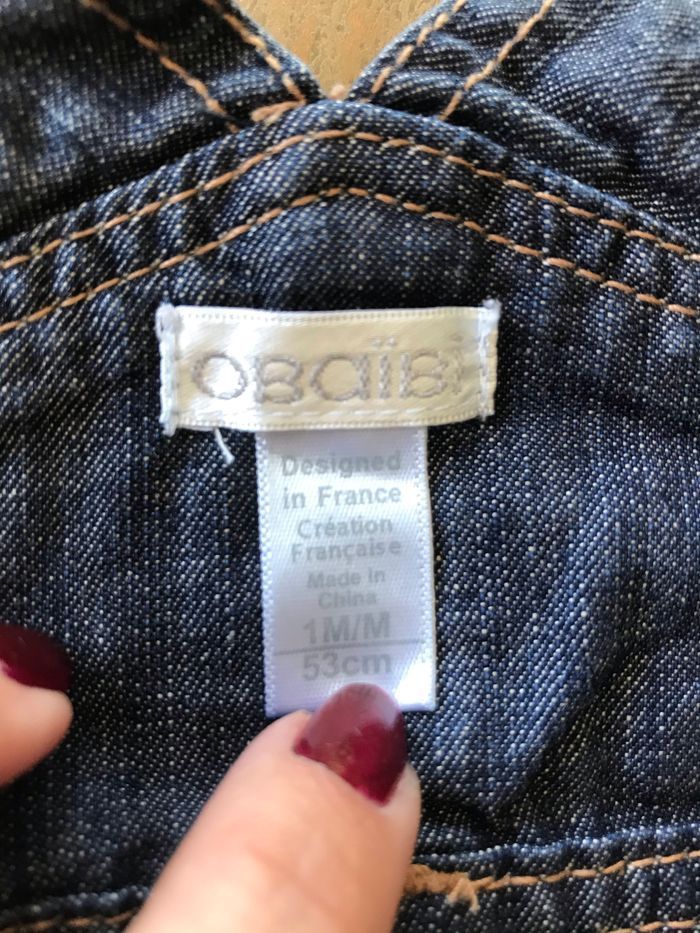 obaïbi
Designed
in France
Création
Française
Made in
China
1M/M
53cm